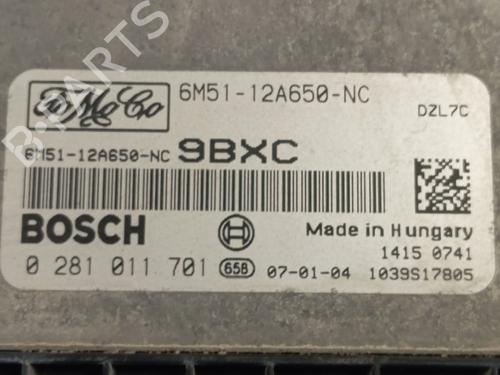 B-PARTS
FoMoCo
6M51-12A650-NC
DZL7C
6M51-12A650-NC 9BXC
BOSCH
Made in Hungary
1415 0741
0 281 011 701 658 07-01-04 1039S17805